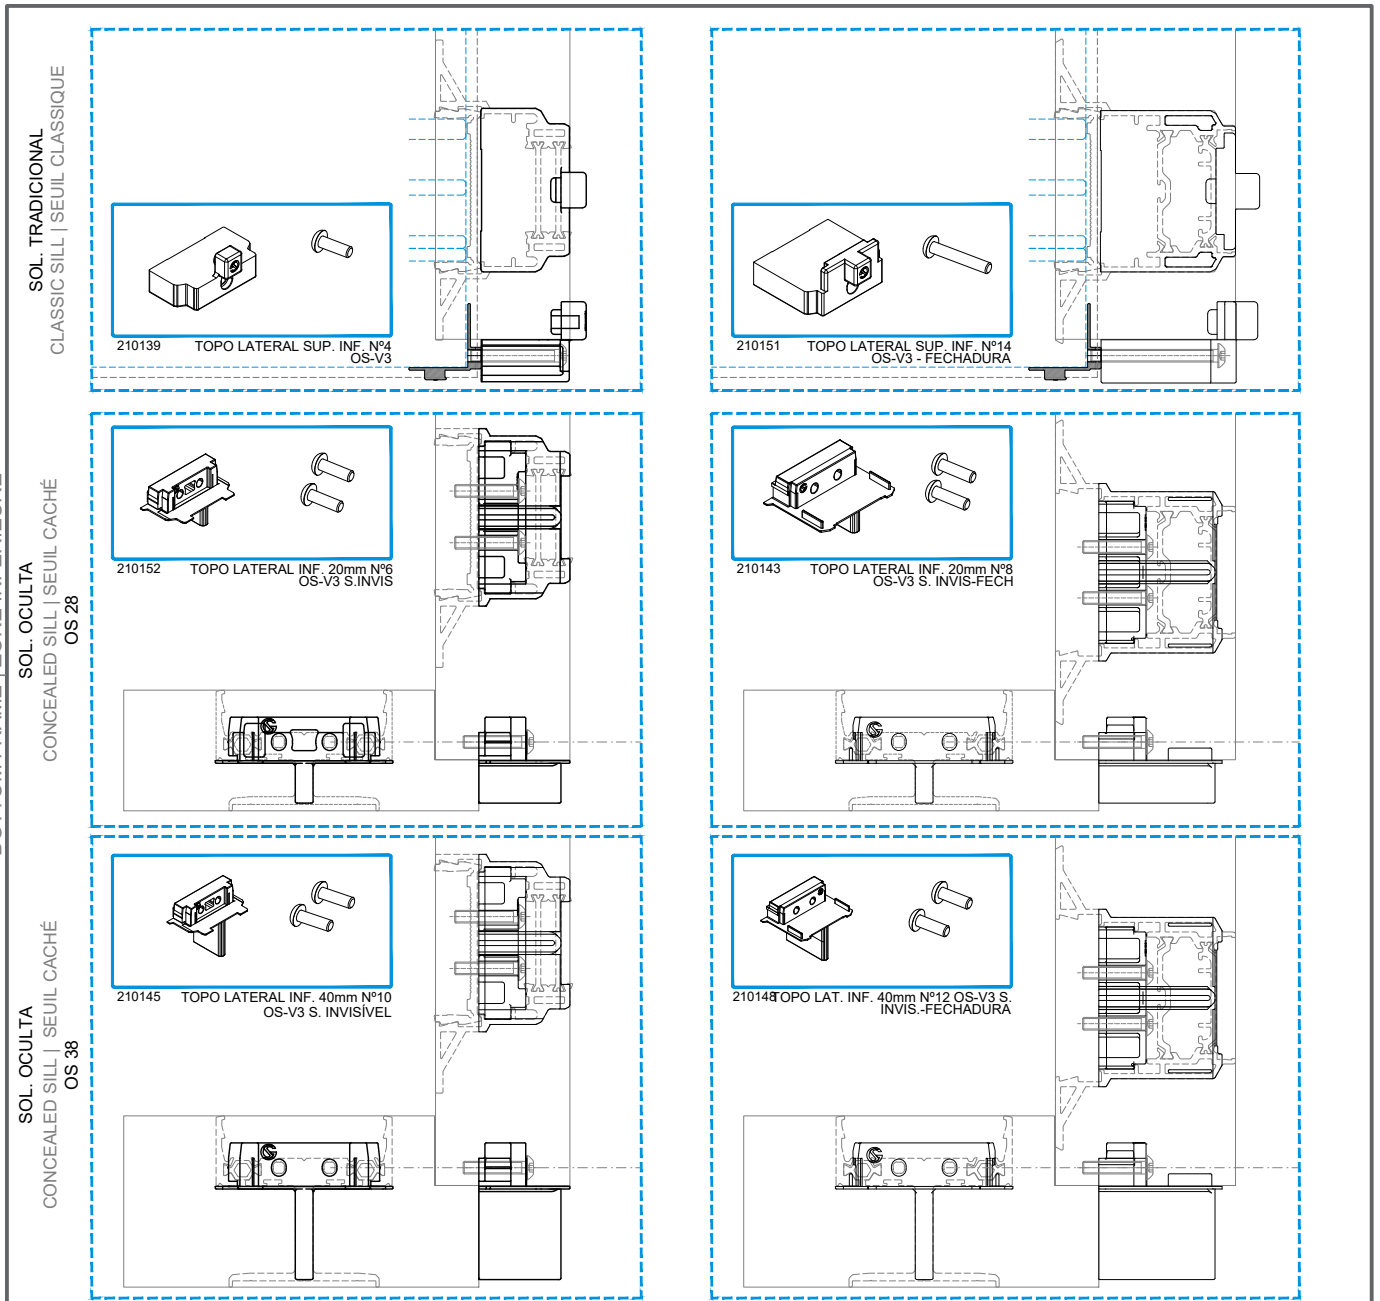 SOL. TRADICIONAL
CLASSIC SILL | SEUIL CLASSIQUE
210139 TOPO LATERAL SUP. INF. Nº4
OS-V3
210151 TOPO LATERAL SUP. INF. Nº14
OS-V3 - FECHADURA
SOL. OCULTA
CONCEALED SILL | SEUIL CACHÉ
OS 28
210152 TOPO LATERAL INF. 20mm Nº6
OS-V3 S.INVIS
210143 TOPO LATERAL INF. 20mm Nº8
OS-V3 S. INVIS-FECH
SOL. OCULTA
CONCEALED SILL | SEUIL CACHÉ
OS 38
210145 TOPO LATERAL INF. 40mm Nº10
OS-V3 S. INVISÍVEL
210148 TOPO LAT. INF. 40mm Nº12 OS-V3 S.
INVIS.-FECHADURA